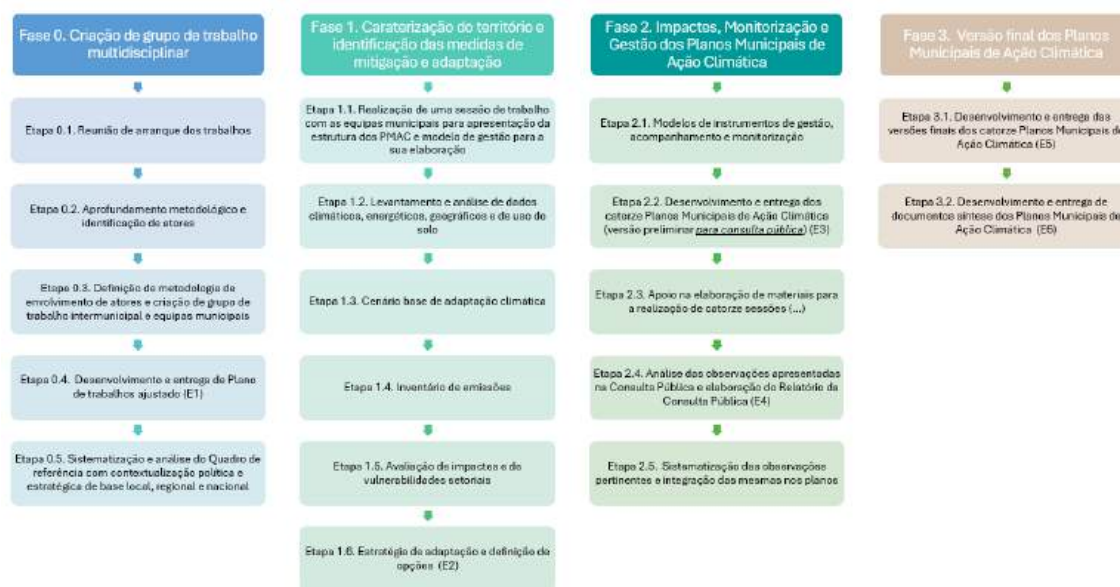 Fase 0. Criação de grupo de trabalho
multidisciplinar
Etapa 0.1. Reunião de arranque dos trabalhos
Etapa 0.2. Aprofundamento metodológico e
identificação de atores
Etapa 0.3. Definição de metodologia de
envolvimento de atores e criação de grupo de
trabalho intermunicipal e equipas municipais
Etapa 0.4. Desenvolvimento e entrega de Plano
de trabalhos ajustado (E1)
Etapa 0.5. Sistematização e análise do Quadro de
referência com contextualização política e
estratégica de base local, regional e nacional
Fase 1. Caraterização do território e
identificação das medidas de
mitigação e adaptação
Etapa 1.1. Realização de uma sessão de trabalho
com as equipas municipais para apresentação da
estrutura dos PMAC e modelo de gestão para a
sua elaboração
Etapa 1.2. Levantamento e análise de dados
climáticos, energéticos, geográficos e de uso do
solo
Etapa 1.3. Cenário base de adaptação climática
Etapa 1.4. Inventário de emissões
Etapa 1.5. Avaliação de impactes e de
vulnerabilidades setoriais
Etapa 1.6. Estratégia de adaptação e definição de
opções (E2)
Fase 2. Impactes, Monitorização e
Gestão dos Planos Municipais de
Ação Climática
Etapa 2.1. Modelos de instrumentos de gestão,
acompanhamento e monitorização
Etapa 2.2. Desenvolvimento e entrega dos
catorze Planos Municipais de Ação Climática
(versão preliminar para consulta pública) (E3)
Etapa 2.3. Apoio na elaboração de materiais para
a realização de catorze sessões (...)
Etapa 2.4. Análise das observações apresentadas
na Consulta Pública e elaboração do Relatório da
Consulta Pública (E4)
Etapa 2.5. Sistematização das observações
pertinentes e integração das mesmas nos planos
Fase 3. Versão final dos Planos
Municipais de Ação Climática
Etapa 3.1. Desenvolvimento e entrega das
versões finais dos catorze Planos Municipais de
Ação Climática (E5)
Etapa 3.2. Desenvolvimento e entrega de
documentos síntese dos Planos Municipais de
Ação Climática (E6)